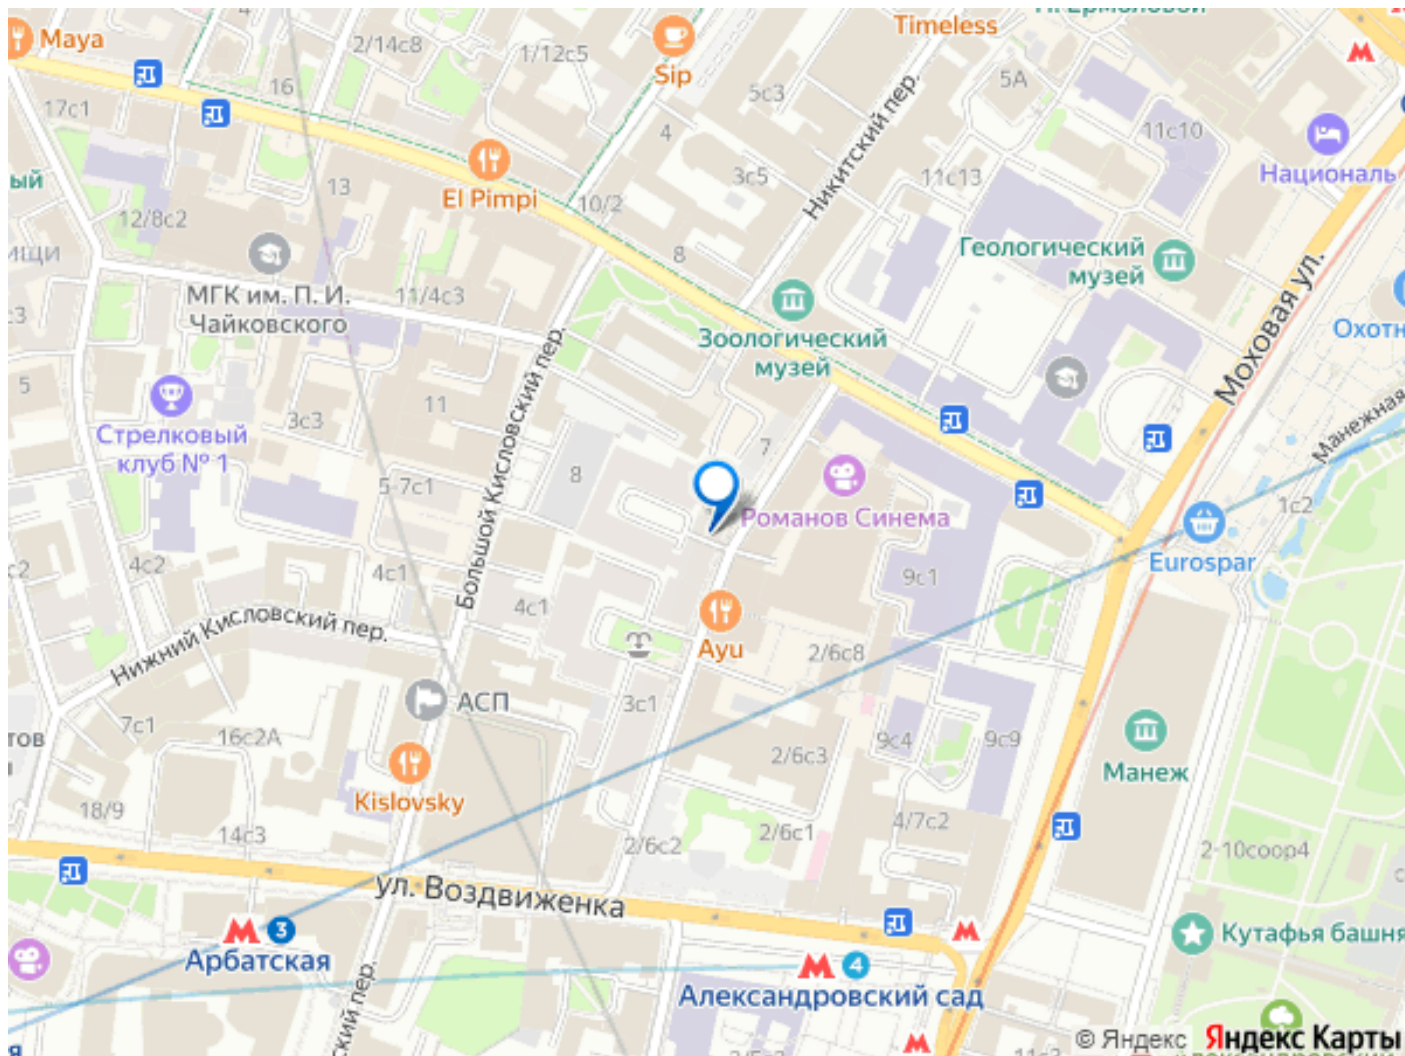 Maya
2/14с8
1/12с5
Sip
Timeless
5А
5с3
16
17с1
4
11с10
Националь
Никитский пер.
13
El Pimpi
10/2
3с5
11с13
12/8с2
8
Геологический
музей
МГК им. П. И.
Чайковского
11/4с3
Зоологический
музей
Моховая ул.
5
3с3
11
Большой Кисловский пер.
Манежная
Стрелковый
клуб № 1
7
8
5-7с1
Романов Синема
1с2
Eurospar
4с2
4с1
9с1
4с1
Нижний Кисловский пер.
Ayu
2/6с8
АСП
3с1
7с1
16с2А
2/6с3
9с4
9с9
Манеж
Kislovsky
18/9
14с3
2/6с2
2/6с1
4/7с2
2-10соор4
ул. Воздвиженка
3
Арбатская
4
Александровский сад
Кутафья башня
© Яндекс Яндекс Карты